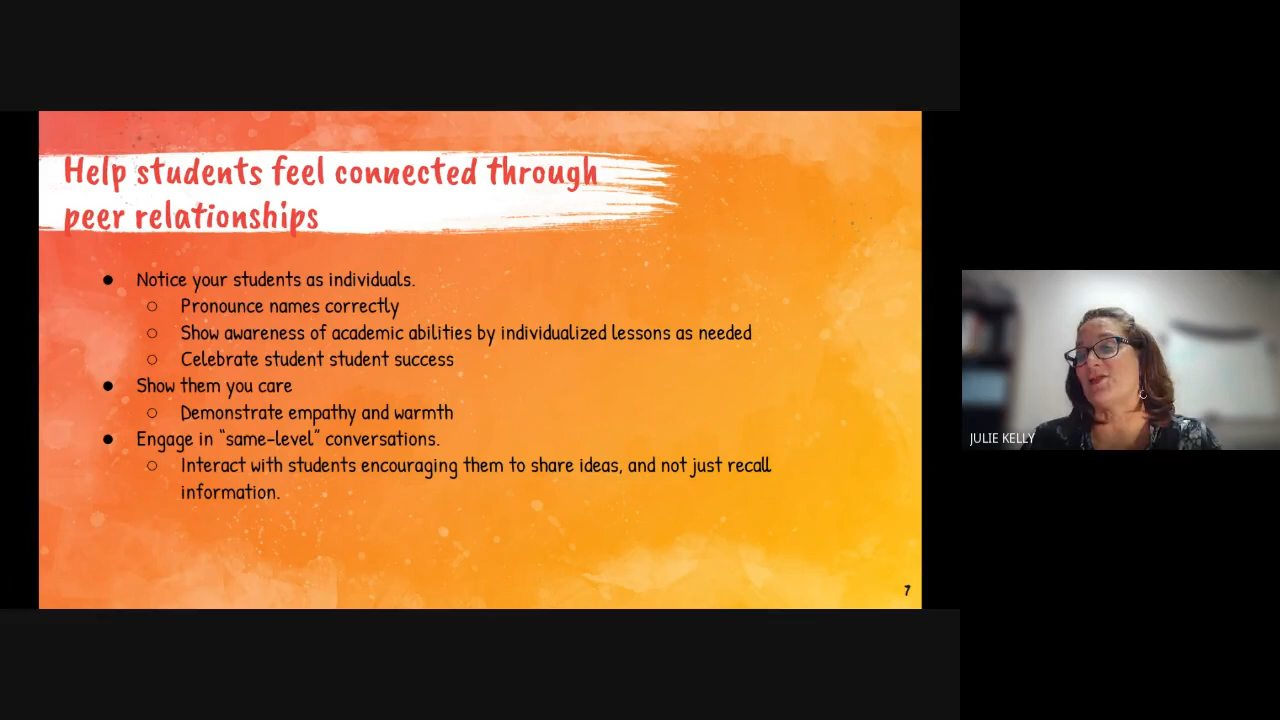 Help students feel connected through
peer relationships
● Notice your students as individuals.
○ Pronounce names correctly
○ Show awareness of academic abilities by individualized lessons as needed
○ Celebrate student student success
● Show them you care
○ Demonstrate empathy and warmth
● Engage in “same-level” conversations.
○ Interact with students encouraging them to share ideas, and not just recall
information.
7
JULIE KELLY